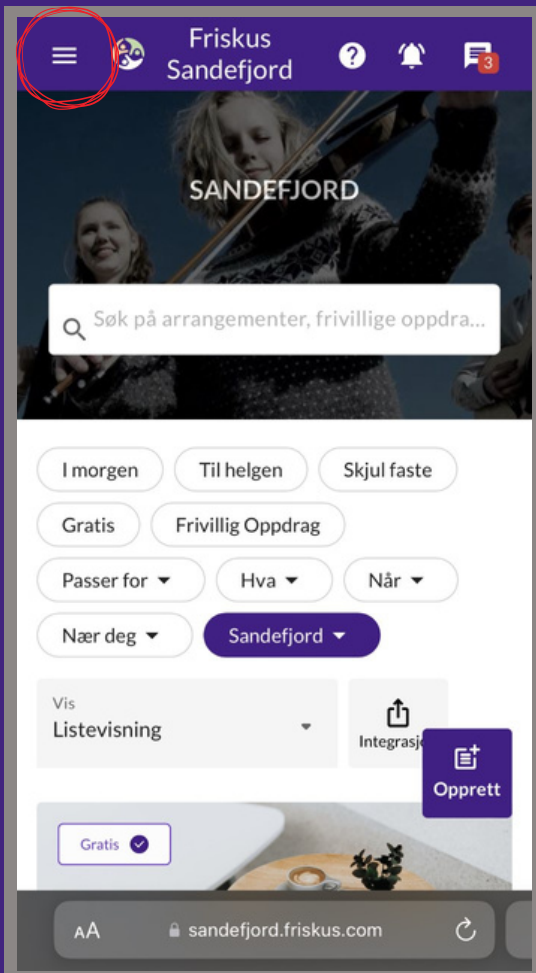 Friskus
Sandefjord
3
SANDEFJORD
Søk på arrangementer, frivillige oppdra...
I morgen
Til helgen
Skjul faste
Gratis
Frivillig Oppdrag
Passer for
Hva
Når
Nær deg
Sandefjord
Vis
Listevisning
Integrasj
Opprett
Gratis
AA
sandefjord.friskus.com